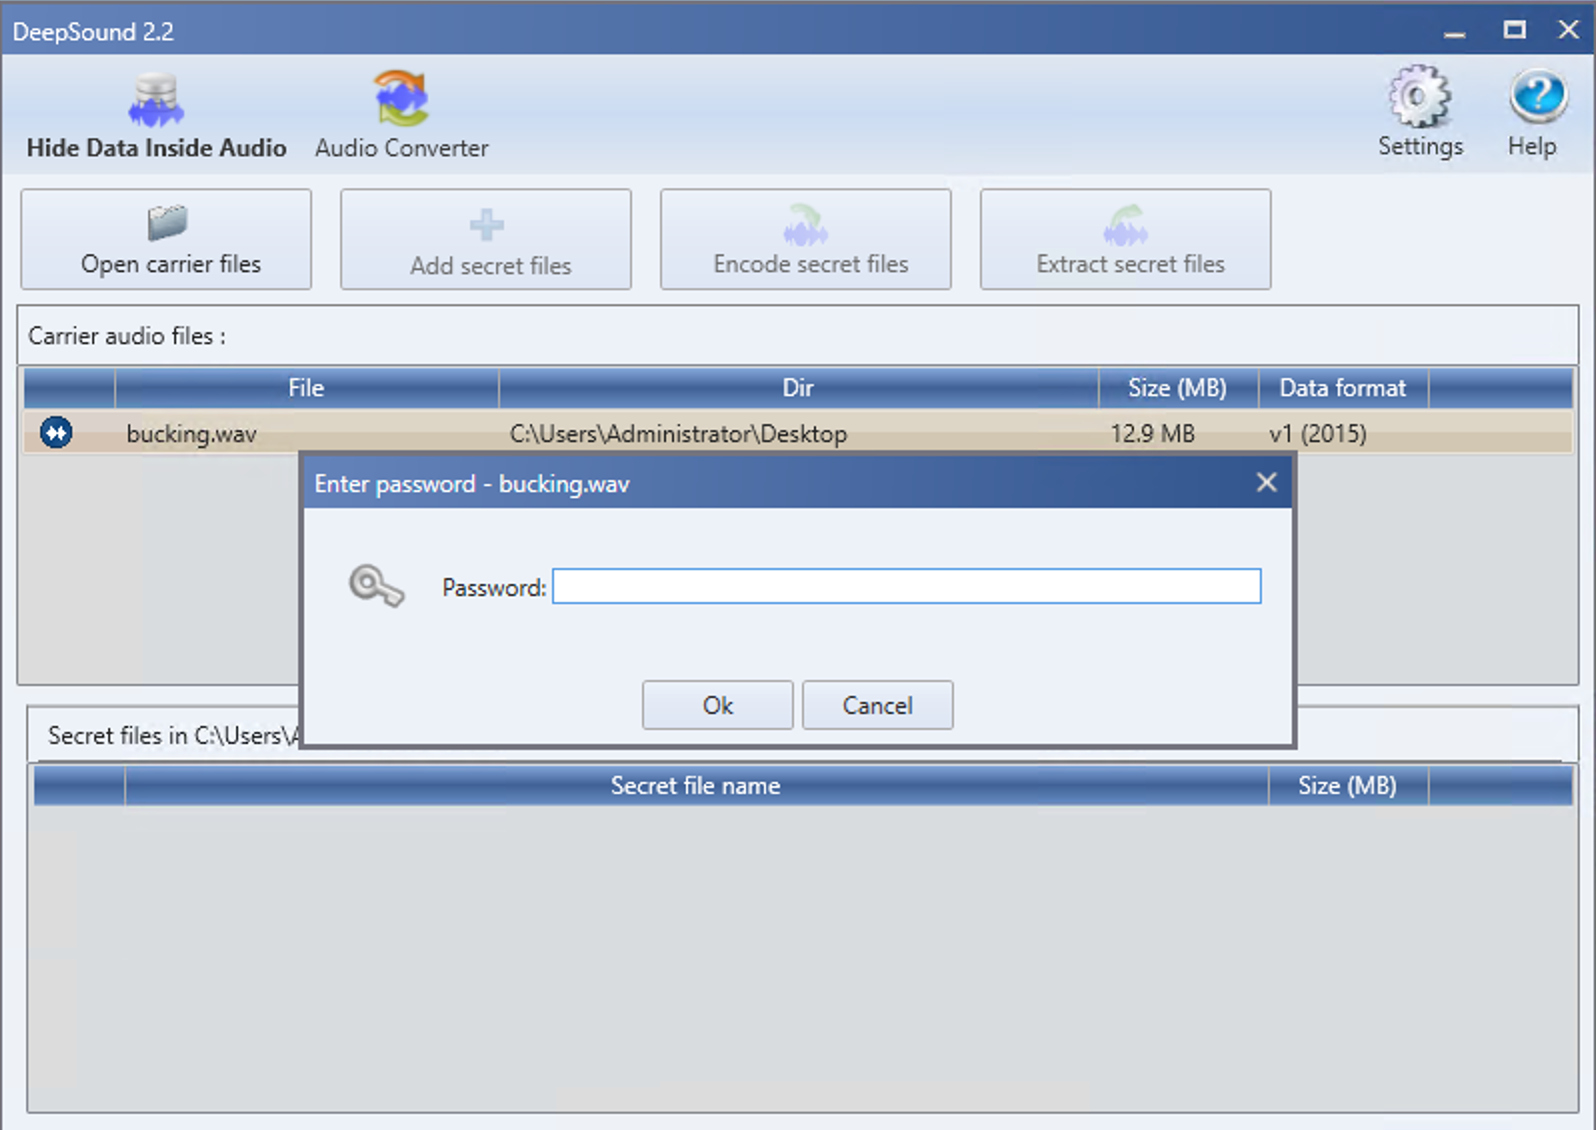 DeepSound 2.2
Hide Data Inside Audio
Audio Converter
Settings
Help
Open carrier files
Add secret files
Encode secret files
Extract secret files
Carrier audio files :
File
Dir
Size (MB)
Data format
bucking.wav
C:\Users\Administrator\Desktop
12.9 MB
v1 (2015)
Enter password - bucking.wav
Password:
Ok
Cancel
Secret files in C:\Users\A
Secret file name
Size (MB)